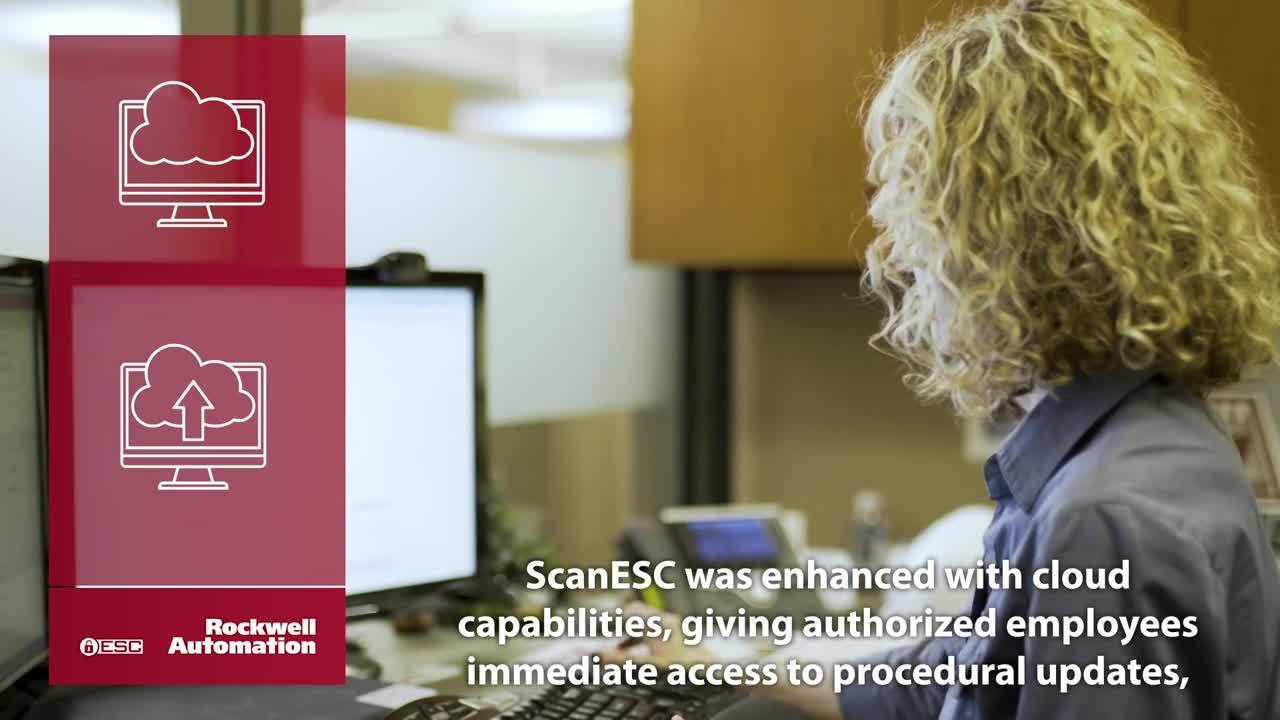 ESC
Rockwell
Automation
ScanESC was enhanced with cloud
capabilities, giving authorized employees
immediate access to procedural updates,